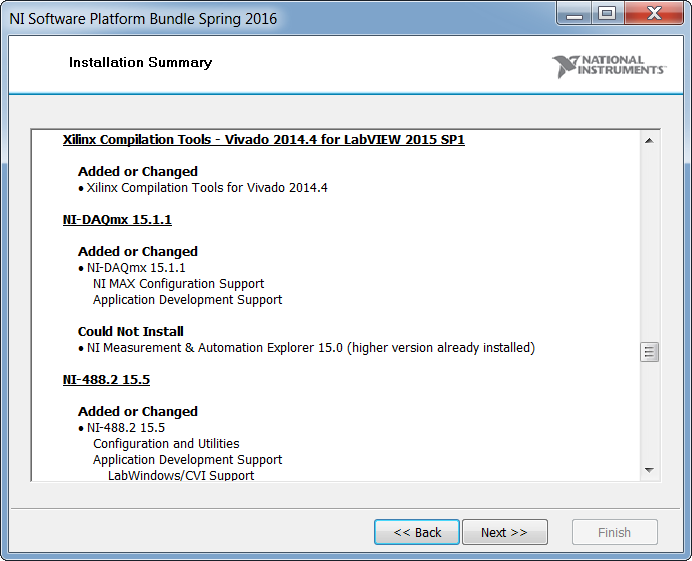 NI Software Platform Bundle Spring 2016
Installation Summary
NATIONAL
INSTRUMENTS™
Xilinx Compilation Tools - Vivado 2014.4 for LabVIEW 2015 SP1
Added or Changed
• Xilinx Compilation Tools for Vivado 2014.4
NI-DAQmx 15.1.1
Added or Changed
• NI-DAQmx 15.1.1
NI MAX Configuration Support
Application Development Support
Could Not Install
• NI Measurement & Automation Explorer 15.0 (higher version already installed)
NI-488.2 15.5
Added or Changed
• NI-488.2 15.5
Configuration and Utilities
Application Development Support
LabWindows/CVI Support
<< Back
Next >>
Finish